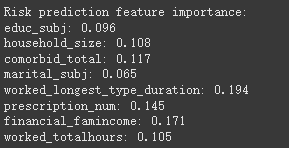 Risk prediction feature importance:
educ_subj: 0.096
household_size: 0.108
comorbid_total: 0.117
marital_subj: 0.065
worked_longest_type_duration: 0.194
prescription_num: 0.145
financial_famincome: 0.171
worked_totalhours: 0.105